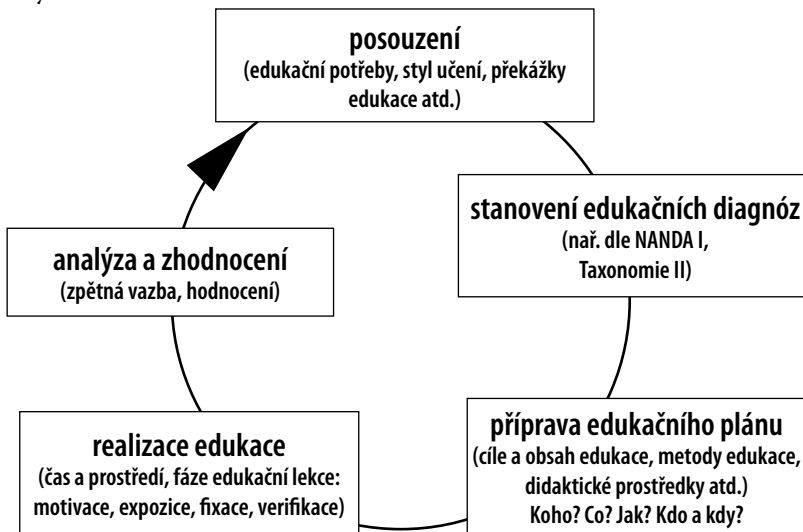 posouzení
(edukační potřeby, styl učení, překážky
edukace atd.)
stanovení edukačních diagnóz
(nař. dle NANDA I,
Taxonomie II)
příprava edukačního plánu
(cíle a obsah edukace, metody edukace,
didaktické prostředky atd.)
Koho? Co? Jak? Kdo a kdy?
realizace edukace
(čas a prostředí, fáze edukační lekce:
motivace, expozice, fixace, verifikace)
analýza a zhodnocení
(zpětná vazba, hodnocení)